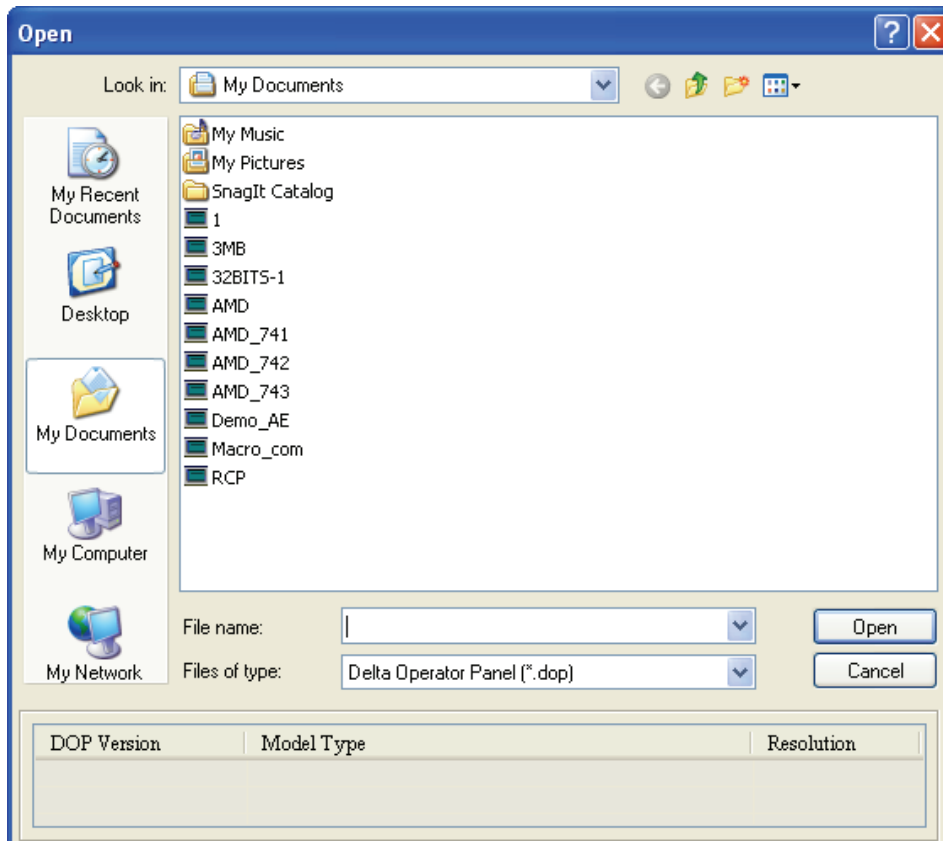 Open
Look in: My Documents
My Recent
Documents
Desktop
My Documents
My Computer
My Network
My Music
My Pictures
SnagIt Catalog
1
3MB
32BITS-1
AMD
AMD_741
AMD_742
AMD_743
Demo_AE
Macro_com
RCP
File name:
Open
Files of type: Delta Operator Panel (*.dop)
Cancel
DOP Version Model Type Resolution